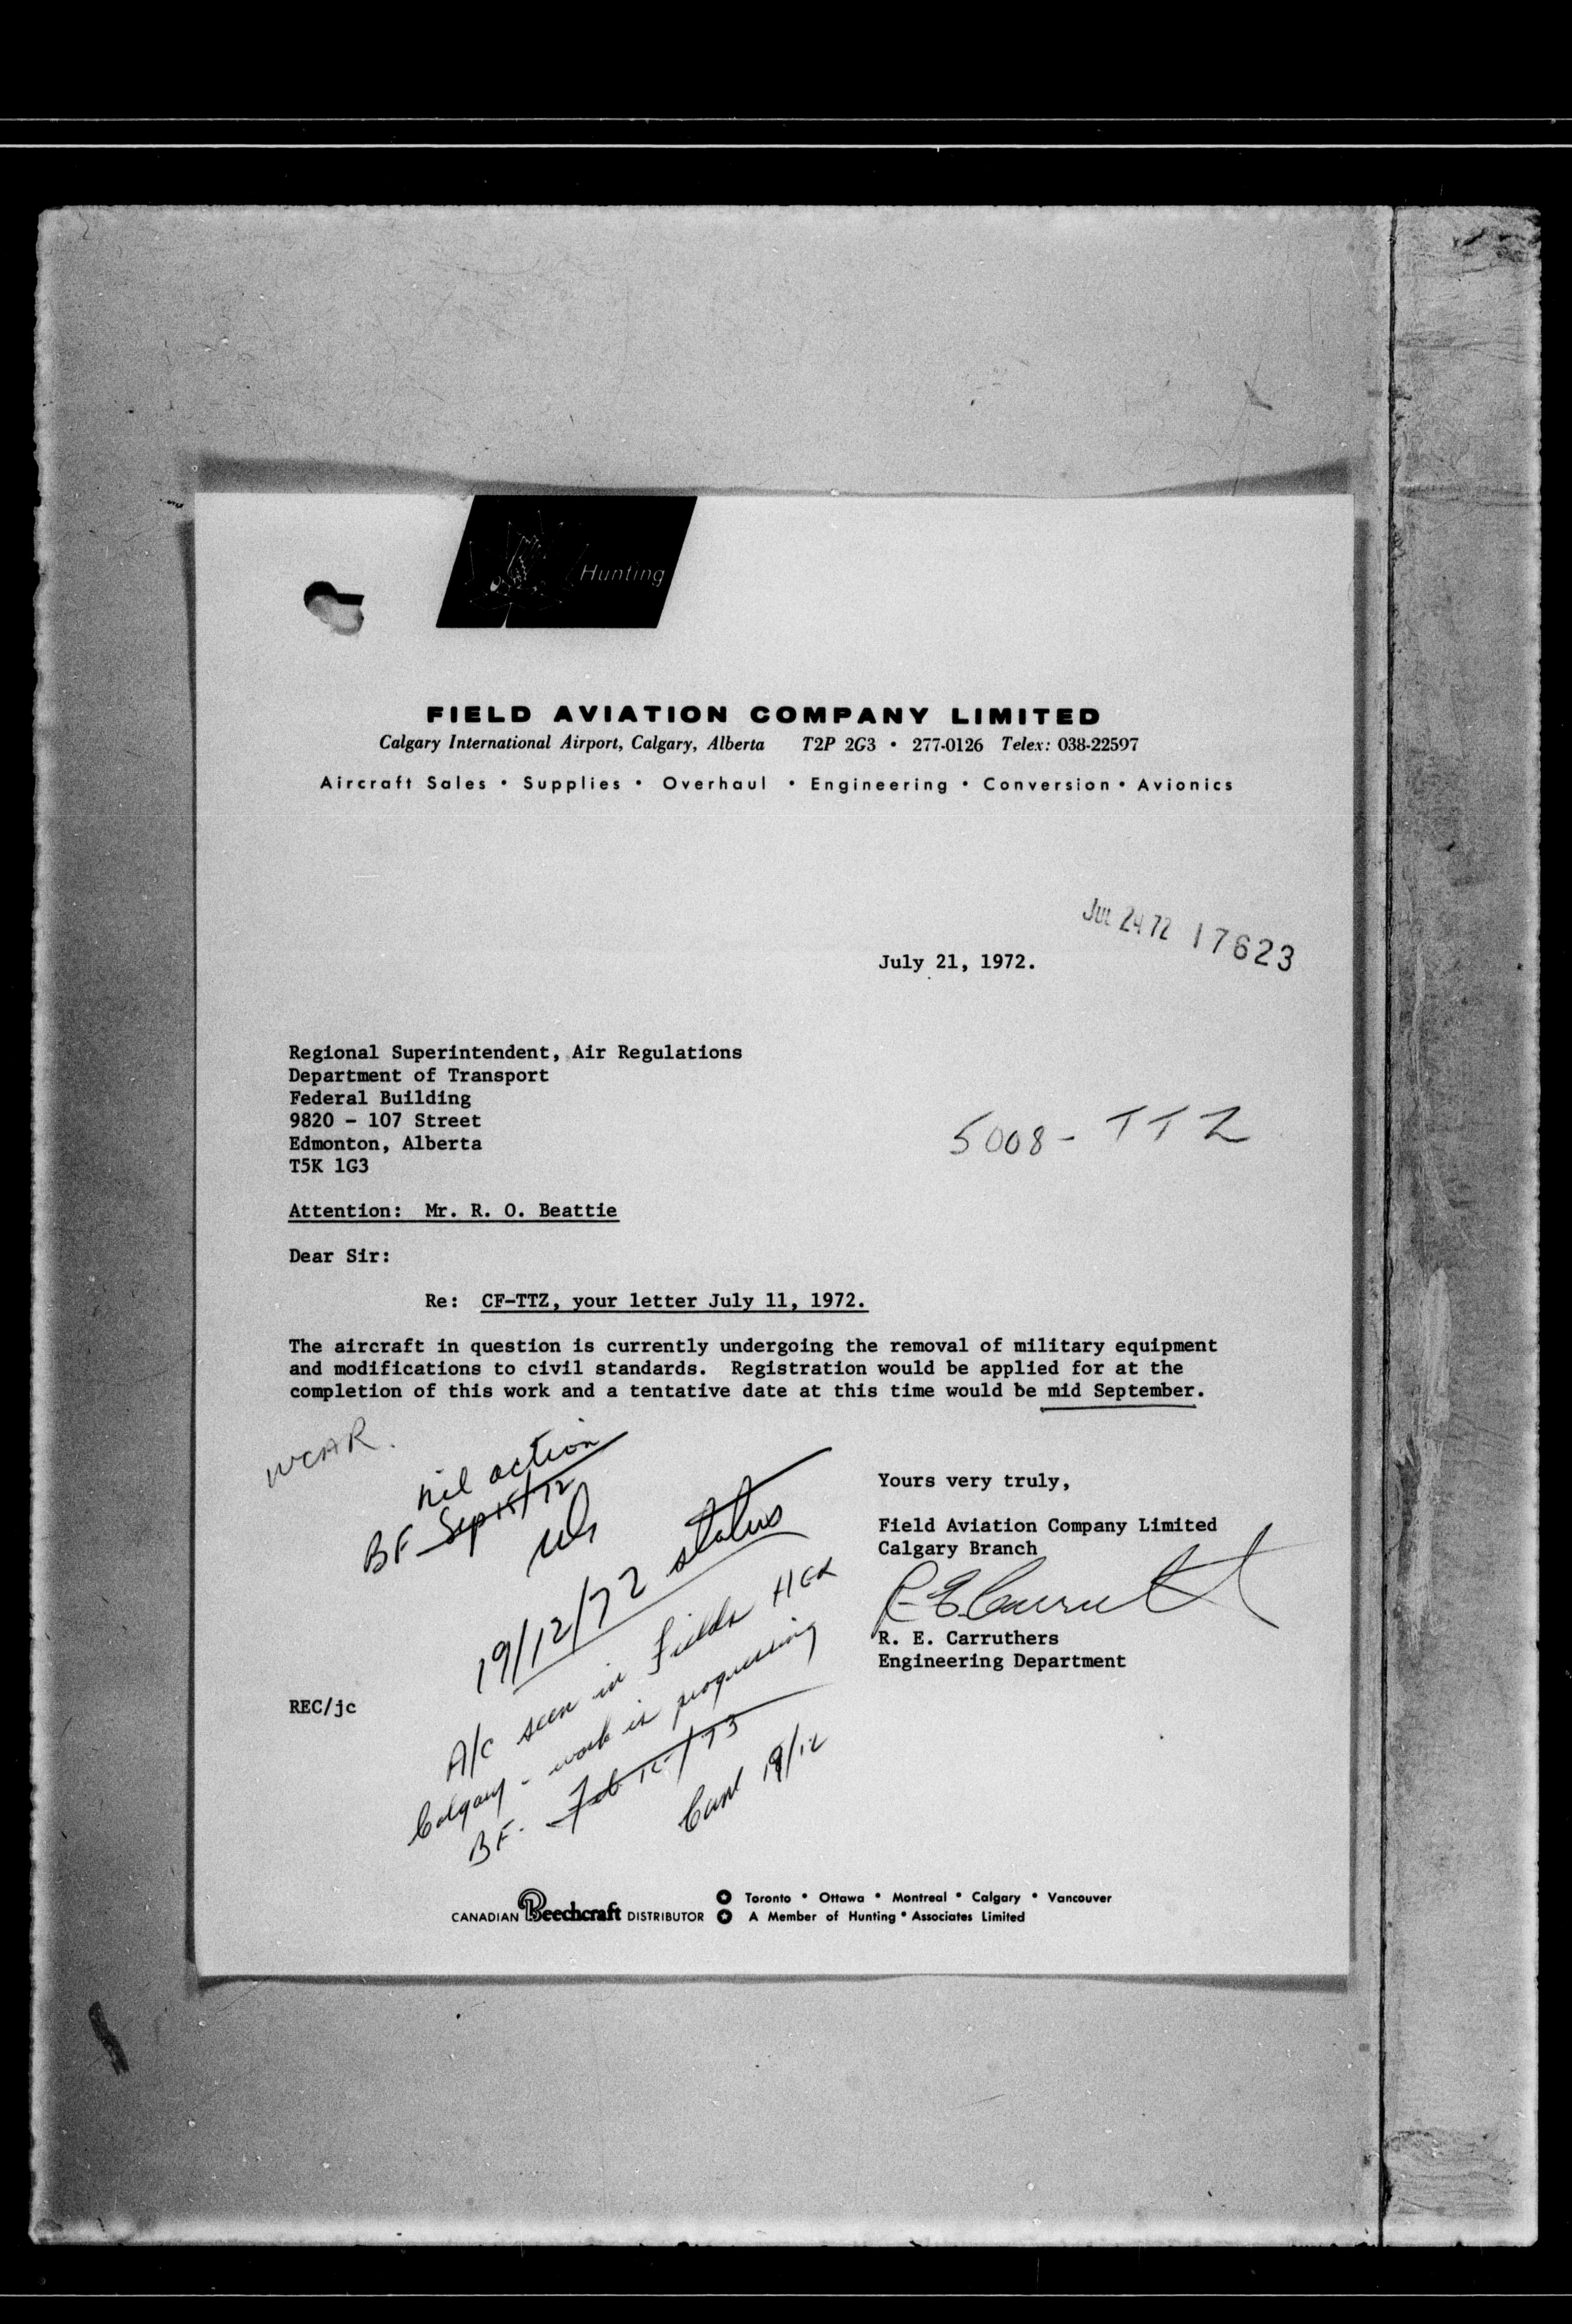 Hunting
FIELD AVIATION COMPANY LIMITED
Calgary International Airport, Calgary, Alberta T2P 2G3 • 277-0126 Telex: 038-22597
Aircraft Sales • Supplies • Overhaul • Engineering • Conversion • Avionics
JUL 24 72 17623
July 21, 1972.
Regional Superintendent, Air Regulations
Department of Transport
Federal Building
9820 - 107 Street
Edmonton, Alberta
T5K 1G3
5008- TTZ
Attention: Mr. R. O. Beattie
Dear Sir:
Re: CF-TTZ, your letter July 11, 1972.
The aircraft in question is currently undergoing the removal of military equipment
and modifications to civil standards. Registration would be applied for at the
completion of this work and a tentative date at this time would be mid September.
WCAR.
nil action
BF Sep 15/72
19/12/72 status
A/C seen in Fields HGR
Calgary - work is progressing
BF. Feb 15/73
19/12
Yours very truly,
Field Aviation Company Limited
Calgary Branch
R. E. Carruthers
Engineering Department
REC/jc
CANADIAN Beechcraft DISTRIBUTOR
Toronto • Ottawa • Montreal • Calgary • Vancouver
A Member of Hunting • Associates Limited